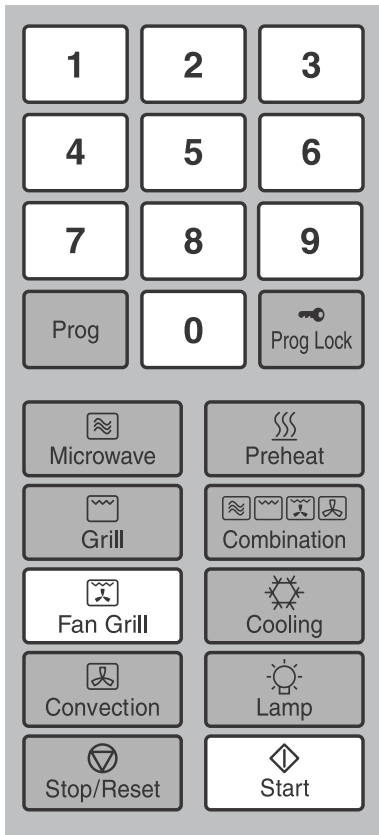 1 2 3
4 5 6
7 8 9
Prog 0 Prog Lock
Microwave Preheat
Grill Combination
Fan Grill Cooling
Convection Lamp
Stop/Reset Start